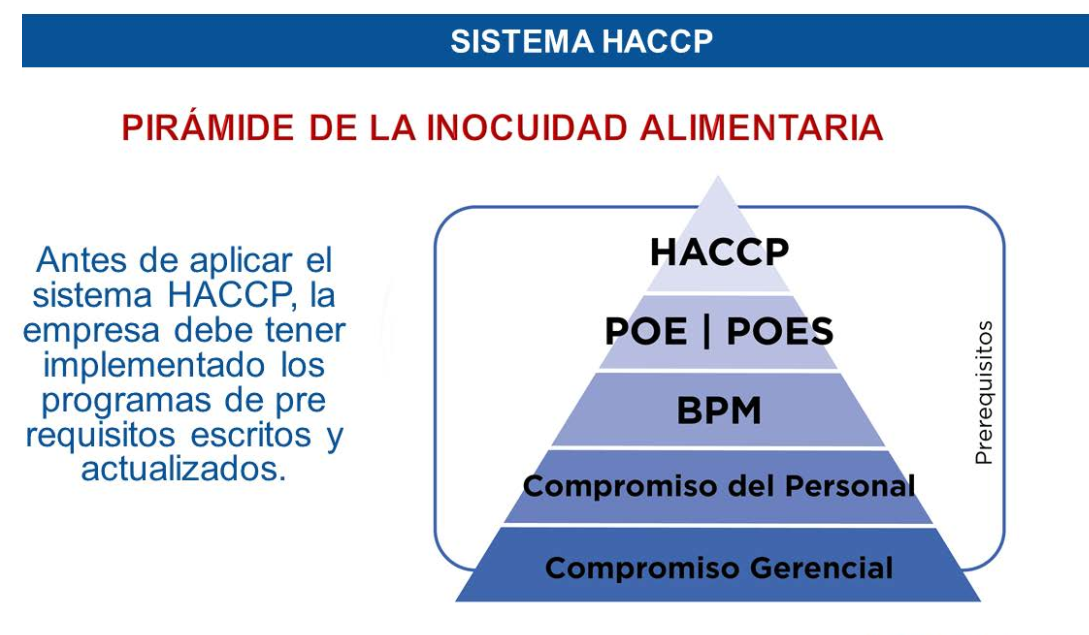 SISTEMA HACCP
PIRÁMIDE DE LA INOCUIDAD ALIMENTARIA
Antes de aplicar el
sistema HACCP, la
empresa debe tener
implementado los
programas de pre
requisitos escritos y
actualizados.
HACCP
POE | POES
BPM
Compromiso del Personal
Compromiso Gerencial
Prerequisitos